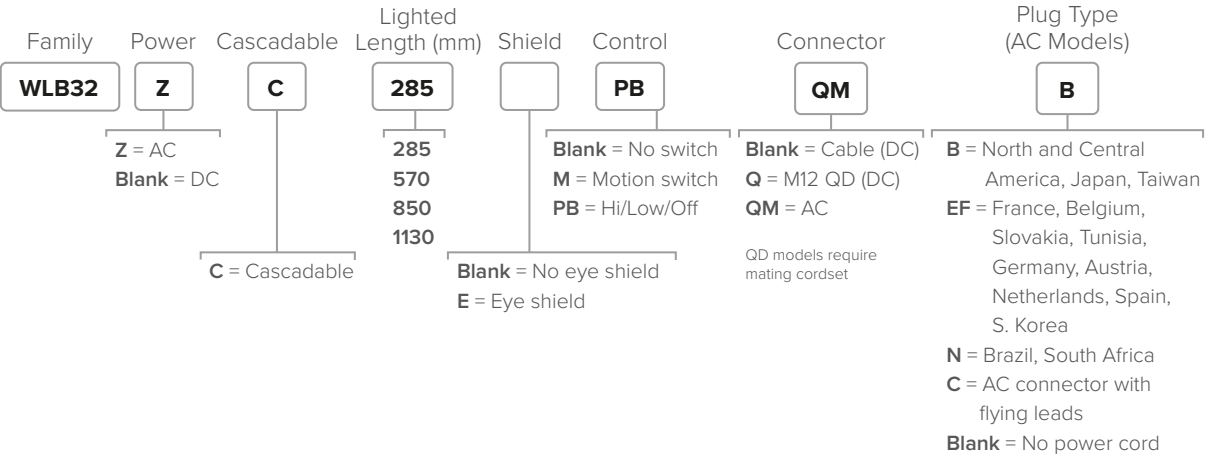 Family
Power
Cascadable
Lighted
Length (mm)
Shield
Control
Connector
Plug Type
(AC Models)
WLB32
Z
C
285
PB
QM
B
Z = AC
Blank = DC
C = Cascadable
285
570
850
1130
Blank = No eye shield
E = Eye shield
Blank = No switch
M = Motion switch
PB = Hi/Low/Off
Blank = Cable (DC)
Q = M12 QD (DC)
QM = AC
QD models require
mating cordset
B = North and Central
America, Japan, Taiwan
EF = France, Belgium,
Slovakia, Tunisia,
Germany, Austria,
Netherlands, Spain,
S. Korea
N = Brazil, South Africa
C = AC connector with
flying leads
Blank = No power cord